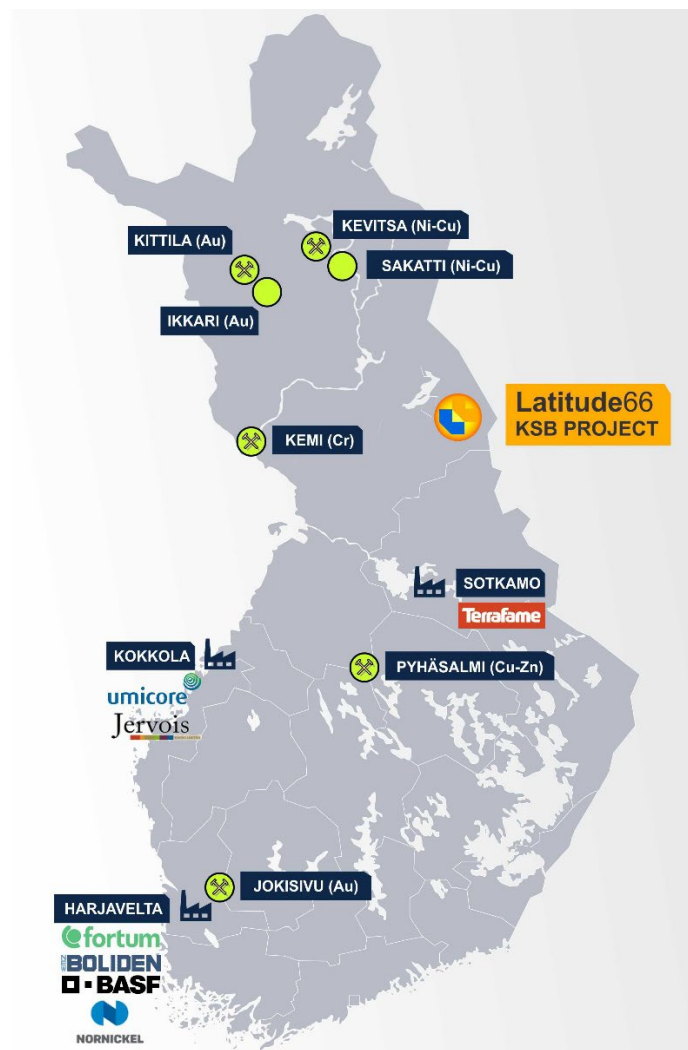 KEVITSA (Ni-Cu)
KITTILA (Au)
SAKATTI (Ni-Cu)
IKKARI (Au)
Latitude66
KSB PROJECT
KEMI (Cr)
SOTKAMO
Terrafame
KOKKOLA
PYHÄSALMI (Cu-Zn)
umicore
Jervois
JOKISIVU (Au)
HARJAVELTA
fortum
BOLIDEN
BASF
NORNICKEL